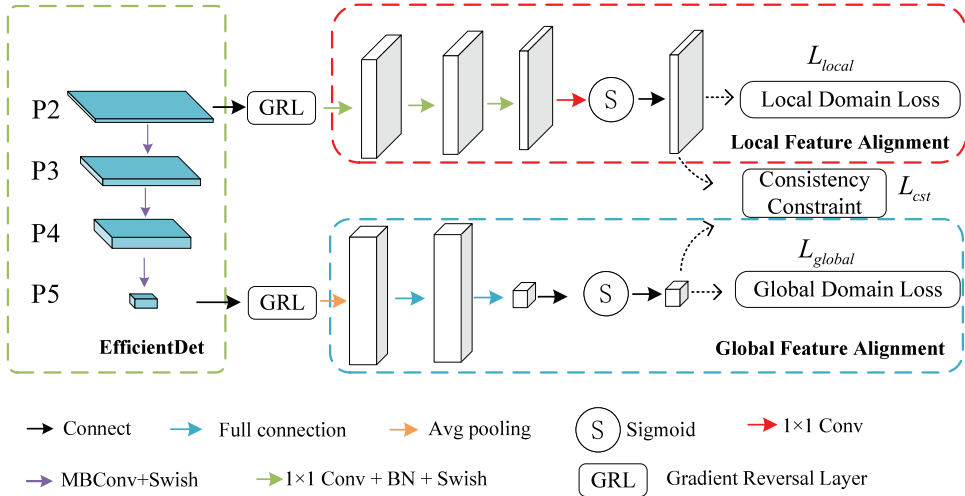 P2
GRL
S
L_local
Local Domain Loss
Local Feature Alignment
P3
Consistency
Constraint
L_cst
P4
P5
GRL
S
L_global
Global Domain Loss
EfficientDet
Global Feature Alignment
Connect
Full connection
Avg pooling
S
Sigmoid
1×1 Conv
MBConv+Swish
1×1 Conv + BN + Swish
GRL
Gradient Reversal Layer